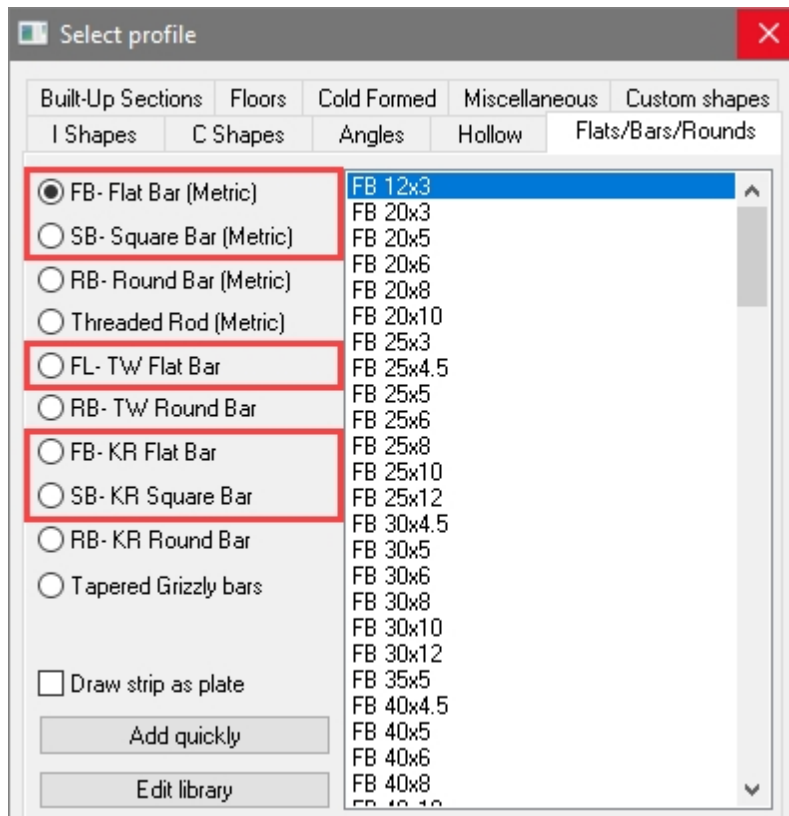 Select profile
Built-Up Sections Floors Cold Formed Miscellaneous Custom shapes
I Shapes C Shapes Angles Hollow Flats/Bars/Rounds
FB- Flat Bar (Metric)
SB- Square Bar (Metric)
RB- Round Bar (Metric)
Threaded Rod (Metric)
FL- TW Flat Bar
RB- TW Round Bar
FB- KR Flat Bar
SB- KR Square Bar
RB- KR Round Bar
Tapered Grizzly bars
Draw strip as plate
Add quickly
Edit library
FB 12x3
FB 20x3
FB 20x5
FB 20x6
FB 20x8
FB 20x10
FB 25x3
FB 25x4.5
FB 25x5
FB 25x6
FB 25x8
FB 25x10
FB 25x12
FB 30x4.5
FB 30x5
FB 30x6
FB 30x8
FB 30x10
FB 30x12
FB 35x5
FB 40x4.5
FB 40x5
FB 40x6
FB 40x8